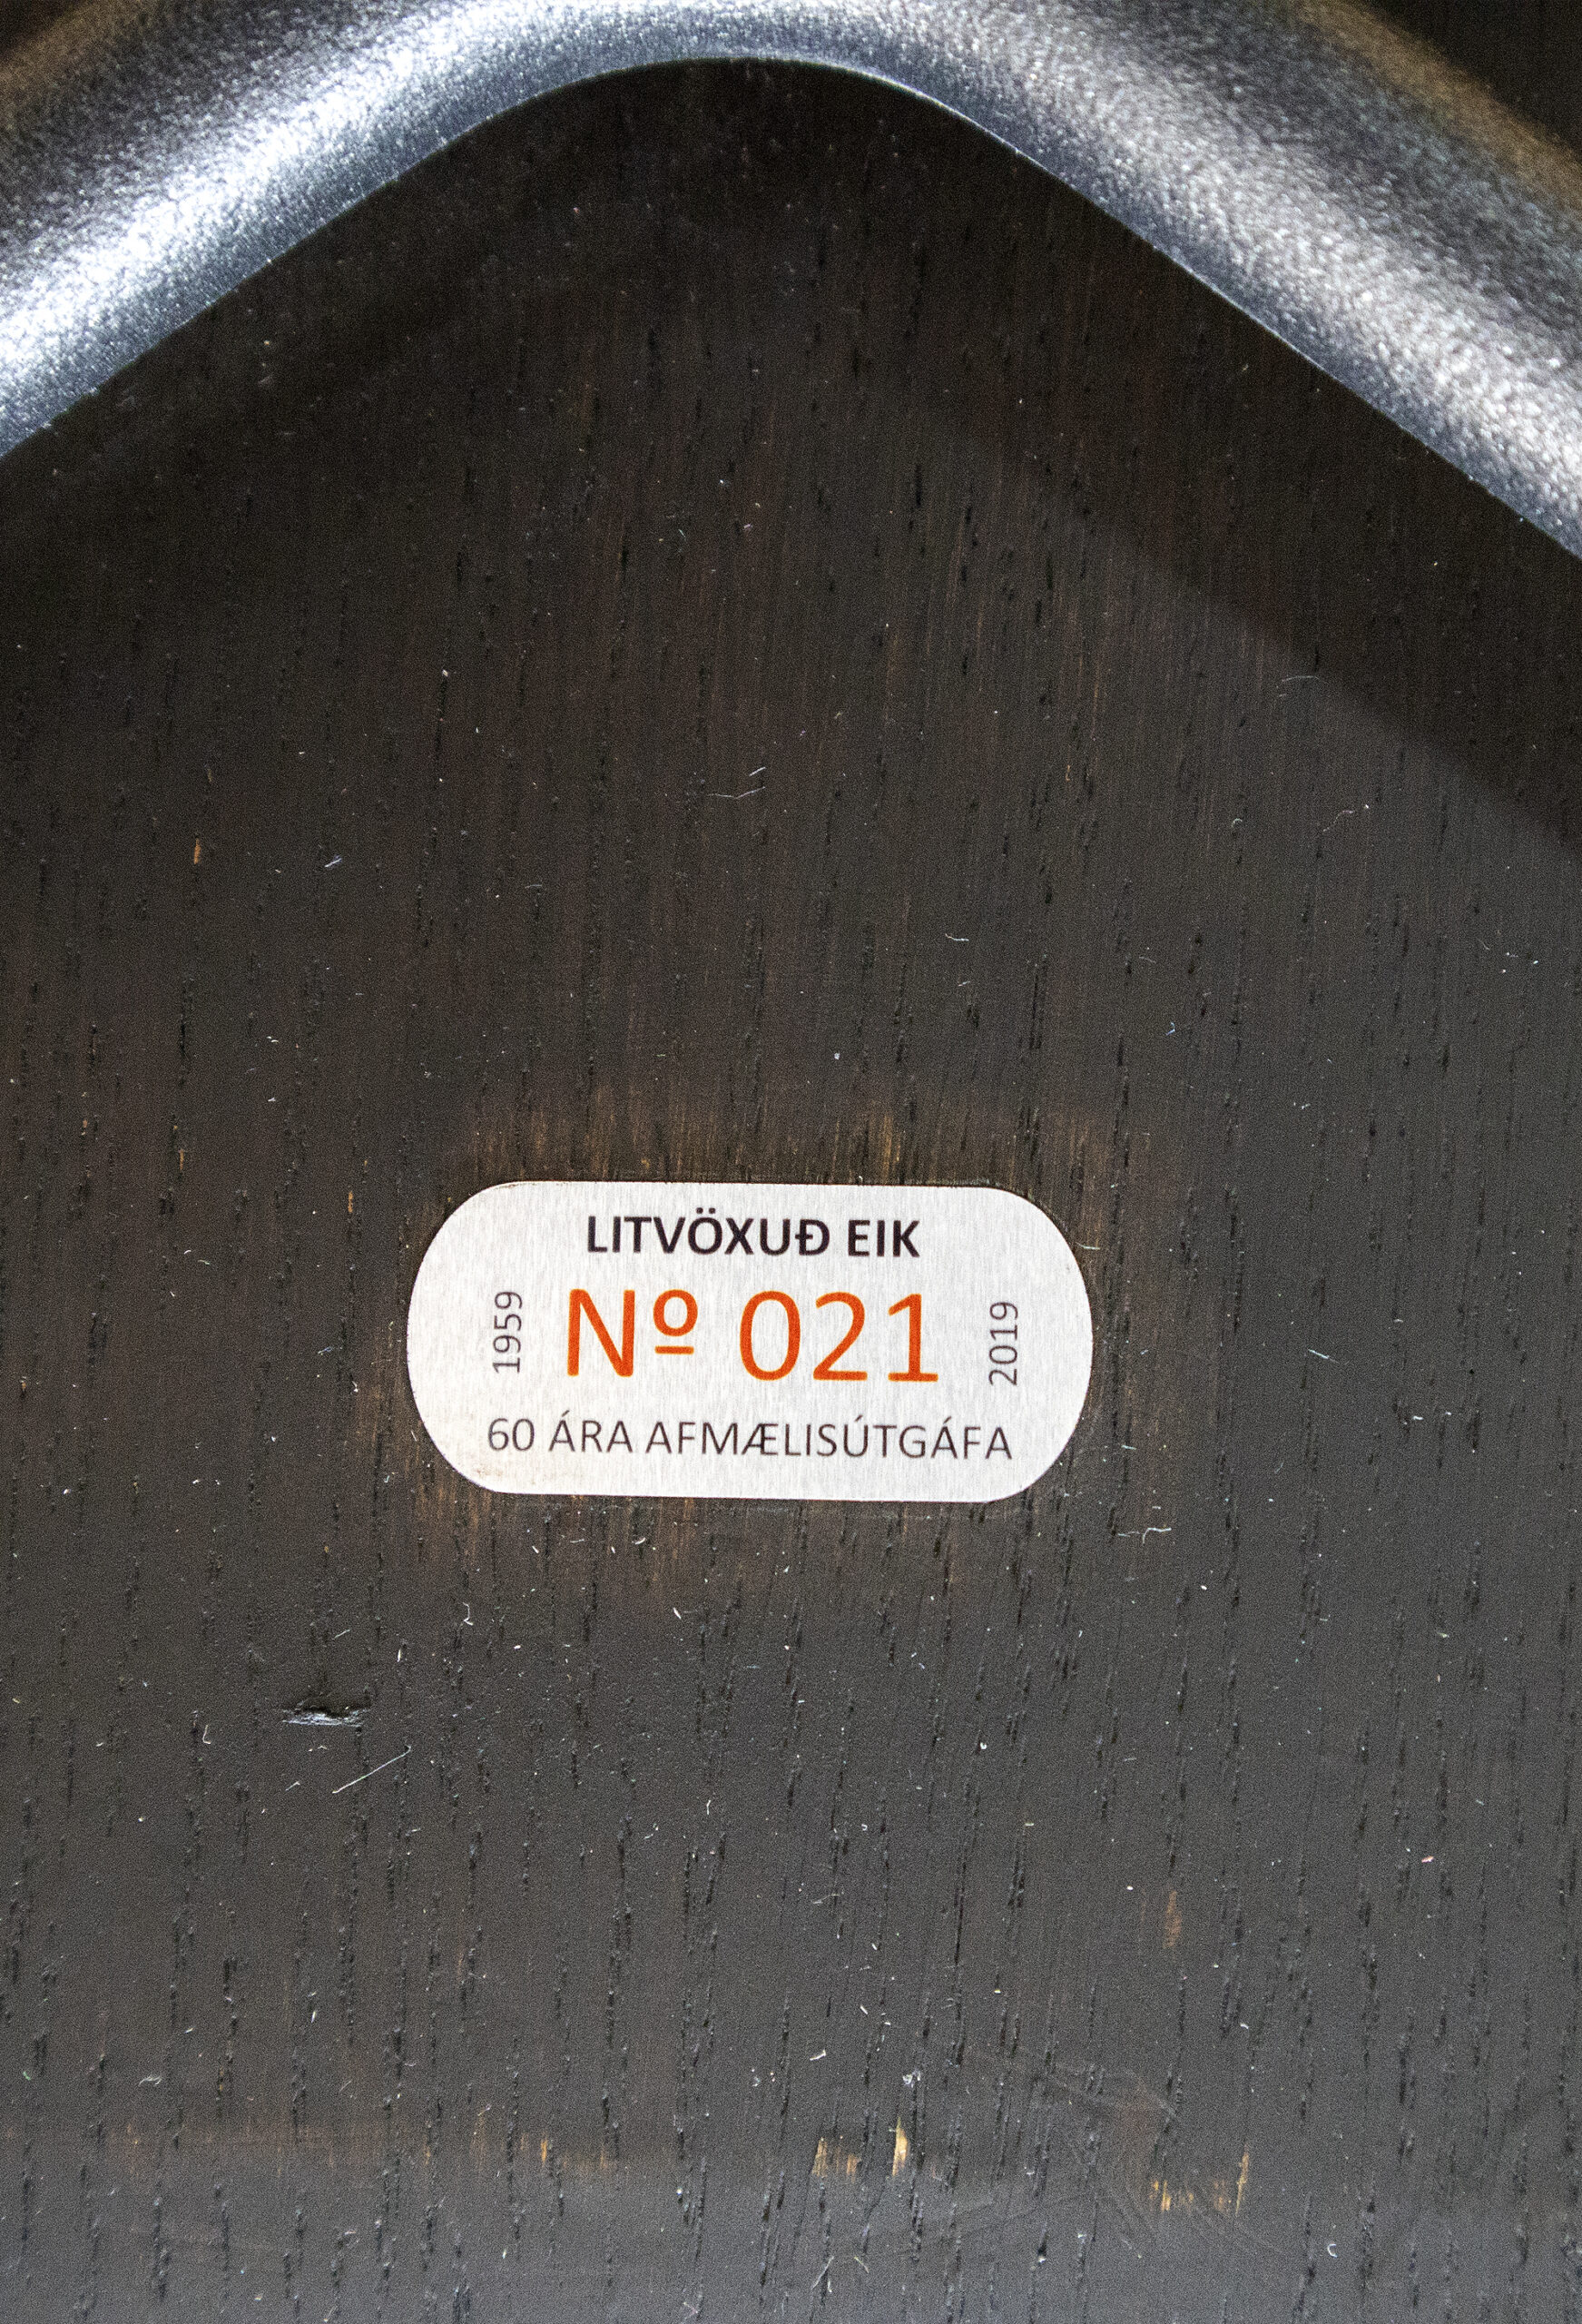 LITVÖXUÐ EIK
1959
Nº 021
2019
60 ÁRA AFMÆLISÚTGÁFA